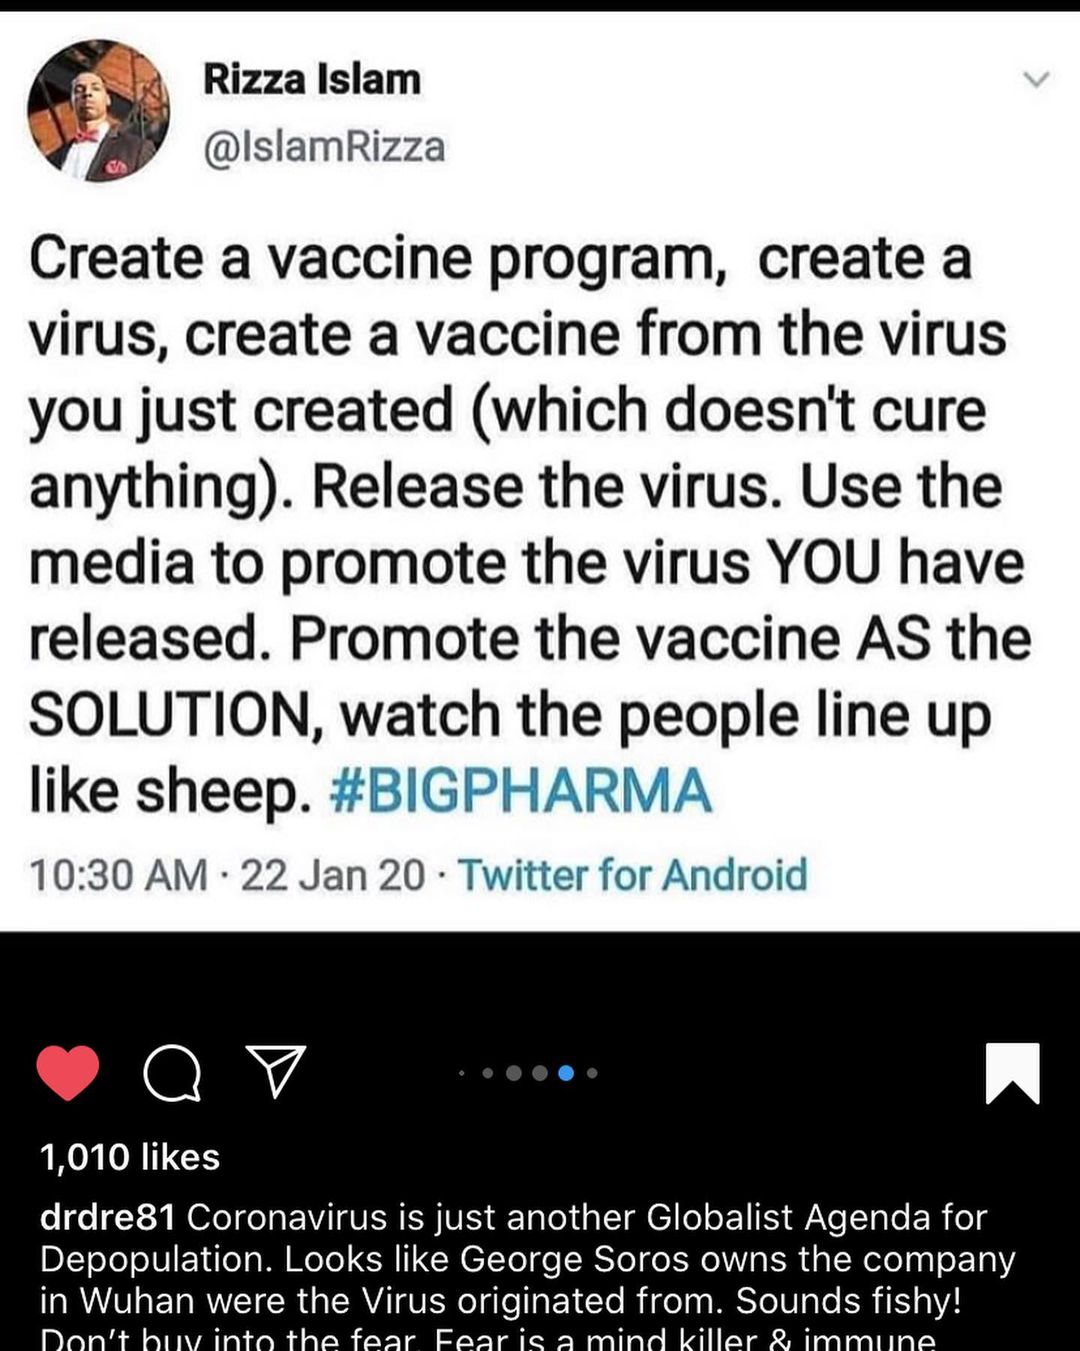 Rizza Islam
@IslamRizza
Create a vaccine program, create a
virus, create a vaccine from the virus
you just created (which doesn't cure
anything). Release the virus. Use the
media to promote the virus YOU have
released. Promote the vaccine AS the
SOLUTION, watch the people line up
like sheep. #BIGPHARMA
10:30 AM · 22 Jan 20 · Twitter for Android
1,010 likes
drdre81 Coronavirus is just another Globalist Agenda for
Depopulation. Looks like George Soros owns the company
in Wuhan were the Virus originated from. Sounds fishy!
Don't buy into the fear. Fear is a mind killer & immune